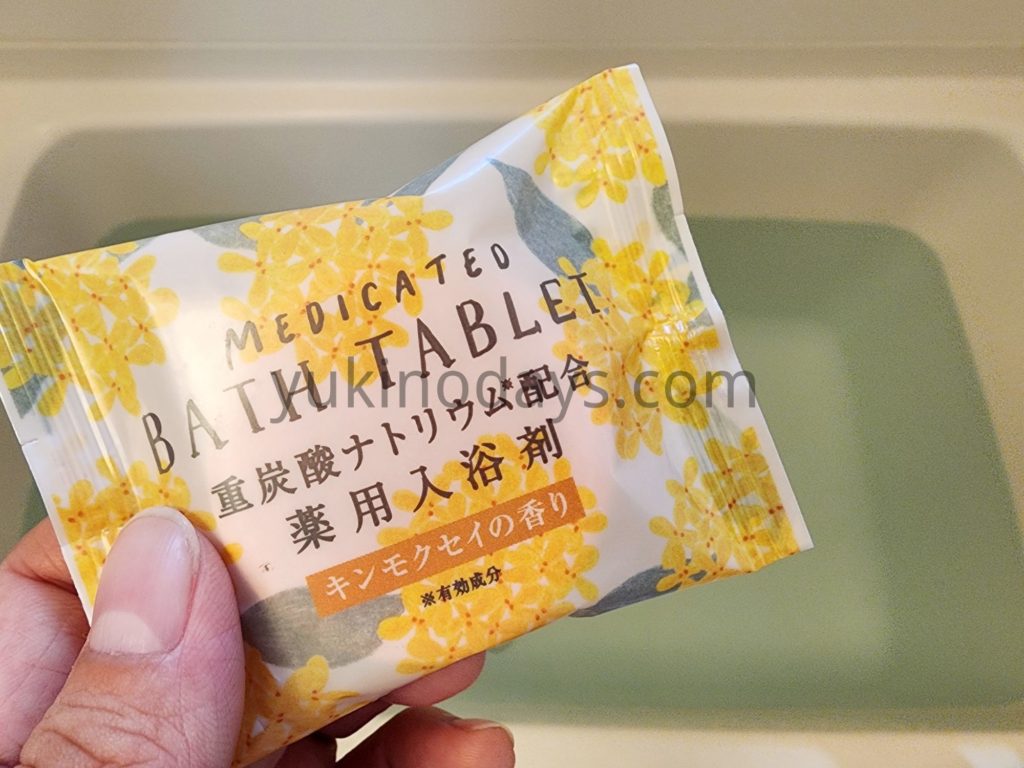 MEDICATED
BATH TABLET
yukinodays.com
重炭酸ナトリウム※配合
薬用入浴剤
キンモクセイの香り
※有効成分